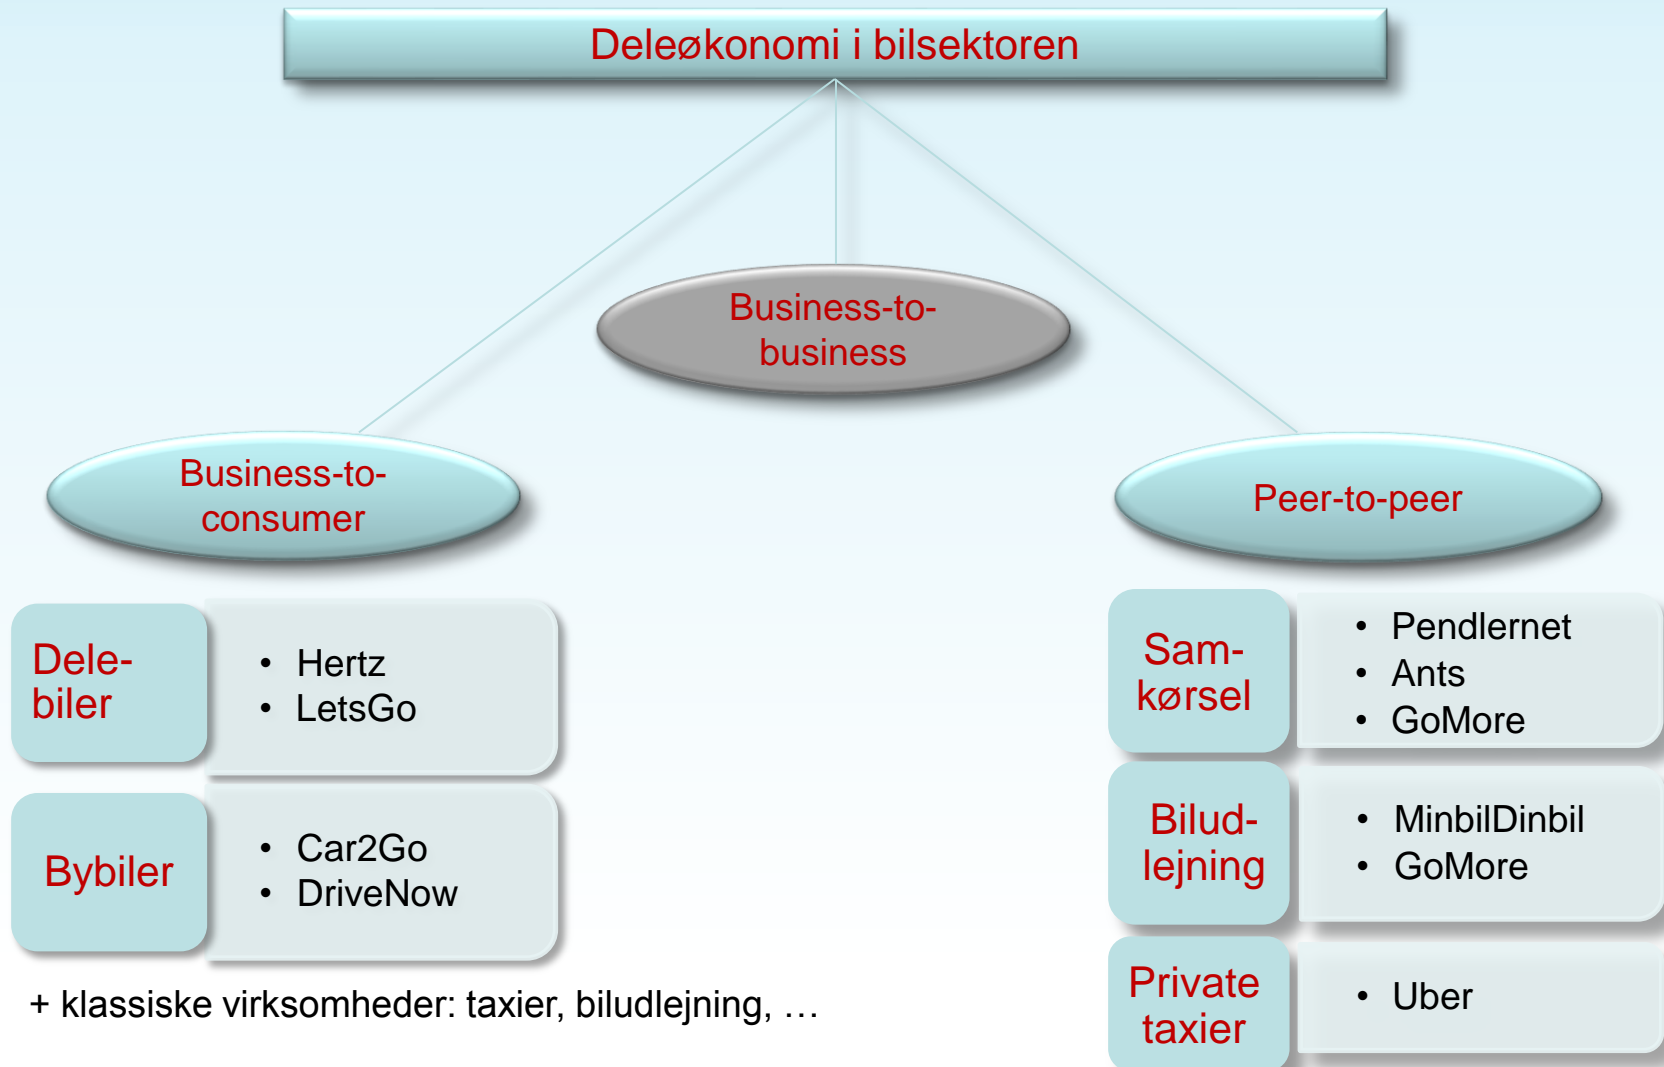 Deleøkonomi i bilsektoren
Business-to-
business
Business-to-
consumer
Peer-to-peer
Dele-
biler
• Hertz
• LetsGo
Bybiler
• Car2Go
• DriveNow
+ klassiske virksomheder: taxier, biludlejning, …
Sam-
kørsel
• Pendlernet
• Ants
• GoMore
Bilud-
lejning
• MinbilDinbil
• GoMore
Private
taxier
• Uber